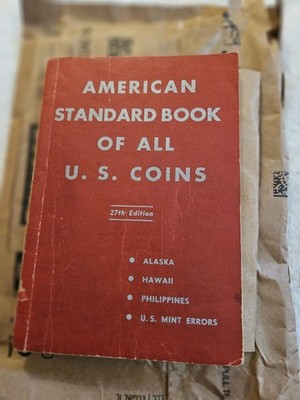 AMERICAN
STANDARD BOOK
OF ALL
U. S. COINS
27th Edition
• ALASKA
• HAWAII
• PHILIPPINES
• U.S. MINT ERRORS